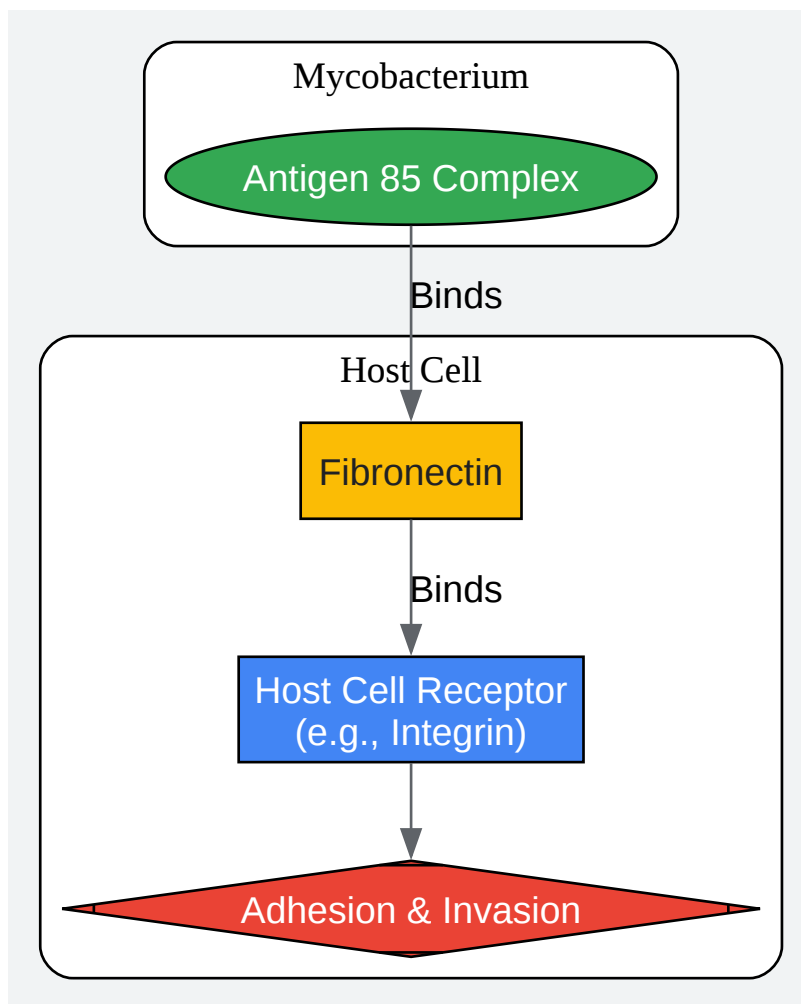 Mycobacterium
Antigen 85 Complex
Binds
Host Cell
Fibronectin
Binds
Host Cell Receptor
(e.g., Integrin)
Adhesion & Invasion